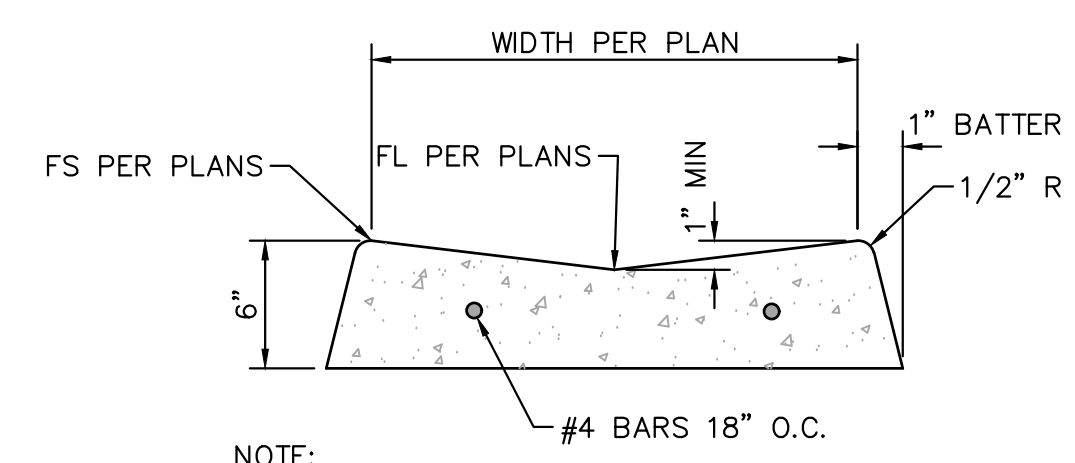 WIDTH PER PLAN
1” BATTER
FS PER PLANS
FL PER PLANS
1” MIN
1/2” R
6”
#4 BARS 18” O.C.
NOTE: